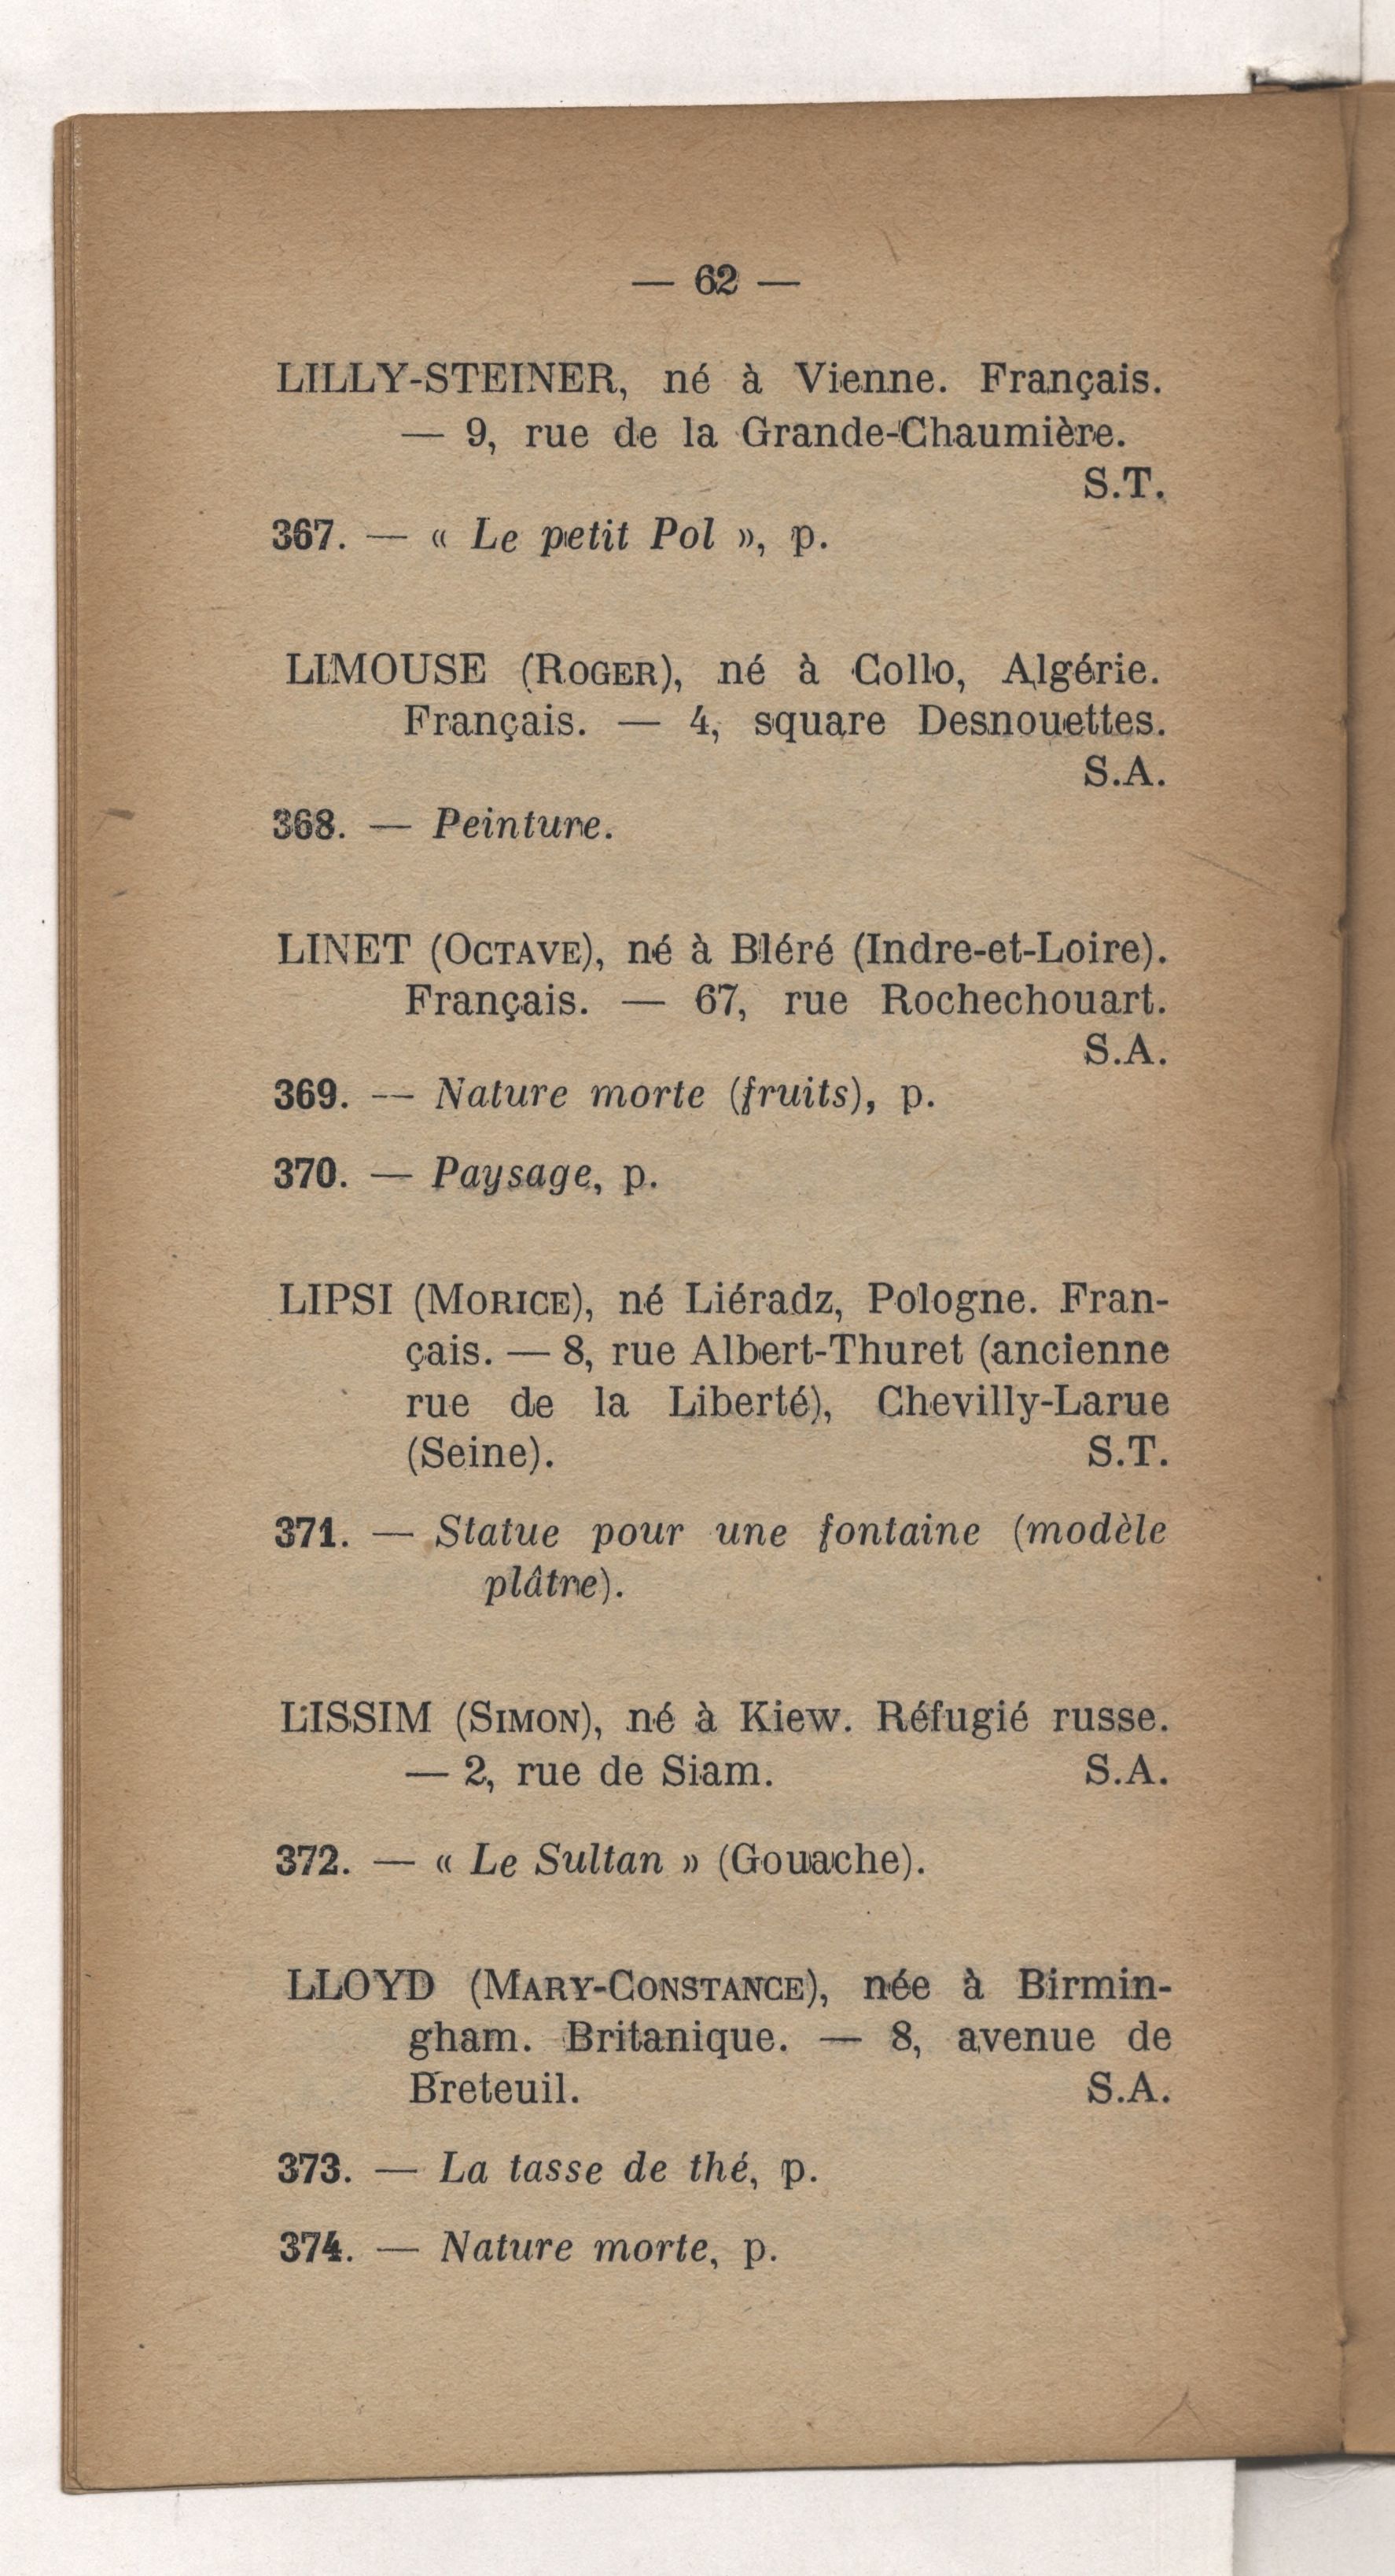 — 62 —
LILLY-STEINER, né à Vienne. Français.
— 9, rue de la Grande-Chaumière.
S.T.
367. — « Le petit Pol », p.
LIMOUSE (ROGER), né à Collo, Algérie.
Français. — 4, square Desnouettes.
S.A.
368. — Peinture.
LINET (OCTAVE), né à Bléré (Indre-et-Loire).
Français. — 67, rue Rochechouart.
S.A.
369. — Nature morte (fruits), p.
370. — Paysage, p.
LIPSI (MORICE), né Liéradz, Pologne. Fran-
çais. — 8, rue Albert-Thuret (ancienne
rue de la Liberté), Chevilly-Larue
(Seine). S.T.
371. — Statue pour une fontaine (modèle
plâtre).
LISSIM (SIMON), né à Kiew. Réfugié russe.
— 2, rue de Siam. S.A.
372. — « Le Sultan » (Gouache).
LLOYD (MARY-CONSTANCE), née à Birmin-
gham. Britanique. — 8, avenue de
Breteuil. S.A.
373. — La tasse de thé, p.
374. — Nature morte, p.